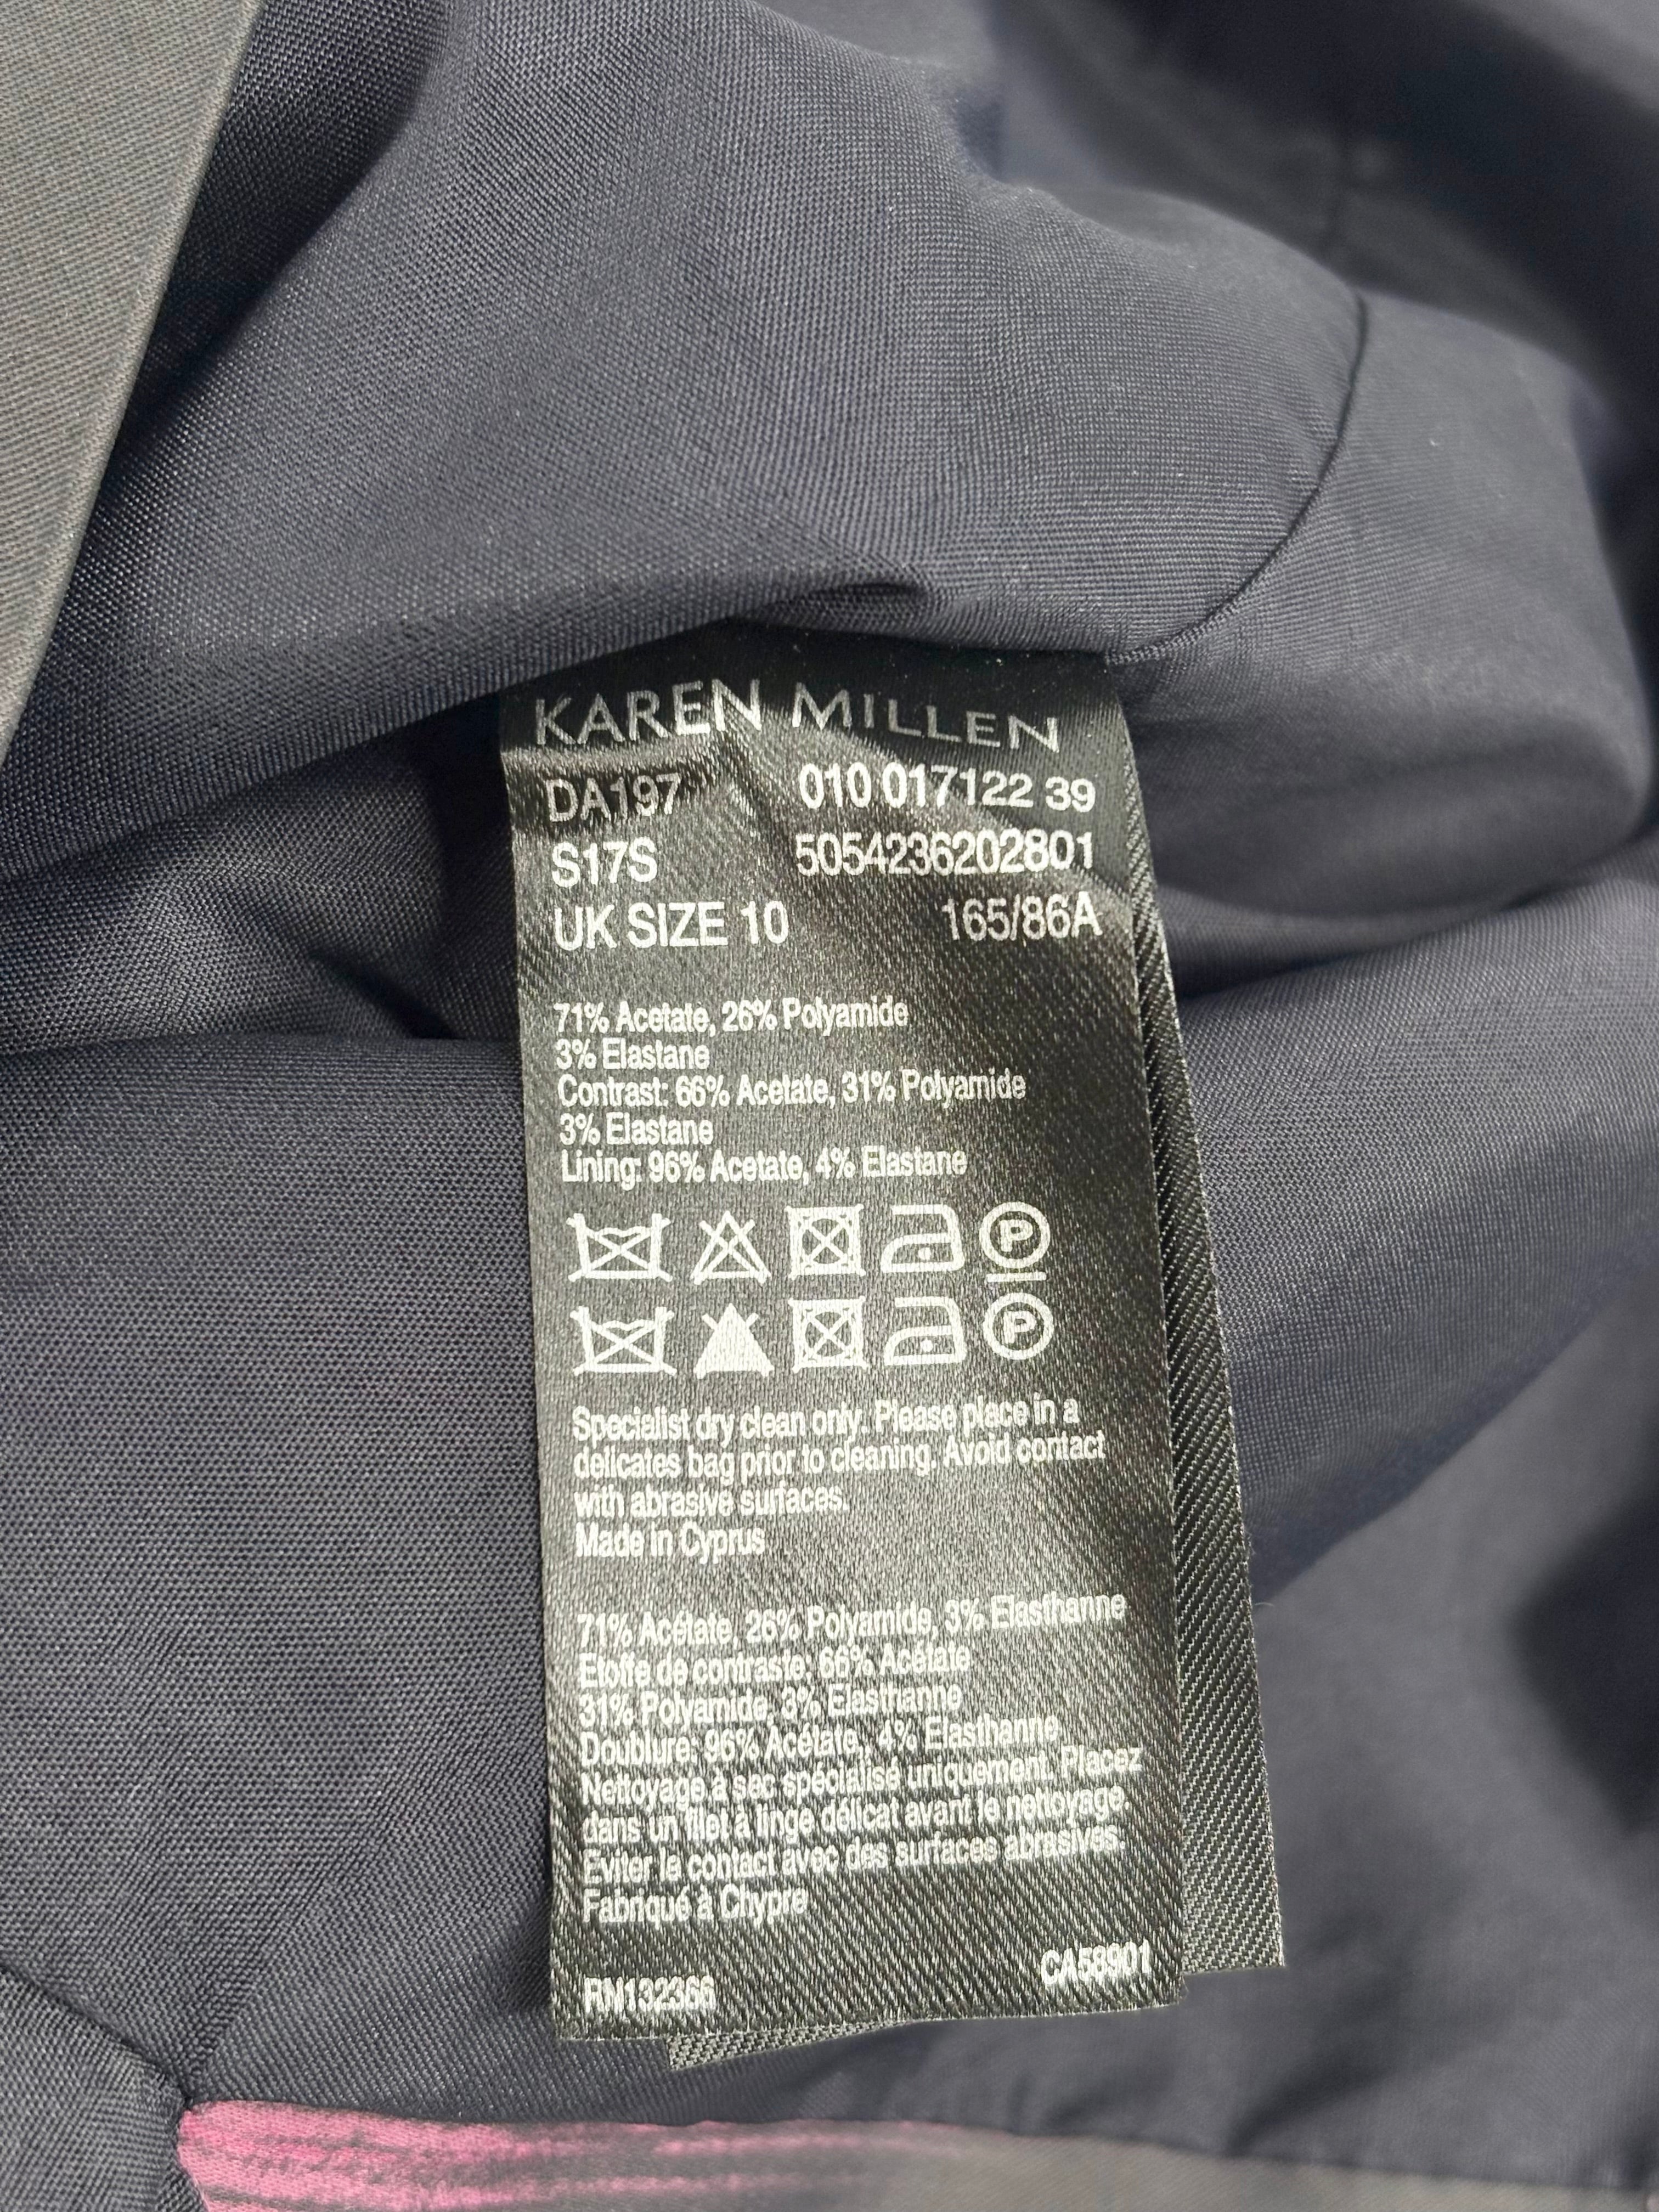 KAREN MILLEN
DA197 010 017122 39
S17S 5054236202801
UK SIZE 10 165/86A
71% Acetate, 26% Polyamide
3% Elastane
Contrast: 66% Acetate, 31% Polyamide
3% Elastane
Lining: 96% Acetate, 4% Elastane
P
P
Specialist dry clean only. Please place in a
delicates bag prior to cleaning. Avoid contact
with abrasive surfaces.
Made in Cyprus
71% Acétate, 26% Polyamide, 3% Elasthanne
Etoffe de contraste: 66% Acétate
31% Polyamide, 3% Elasthanne
Doublure: 96% Acétate, 4% Elasthanne
Nettoyage à sec spécialisé uniquement. Placez
dans un filet à linge délicat avant le nettoyage
Eviter le contact avec des surfaces abrasives.
Fabriqué à Chypre
RN132366 CA58901